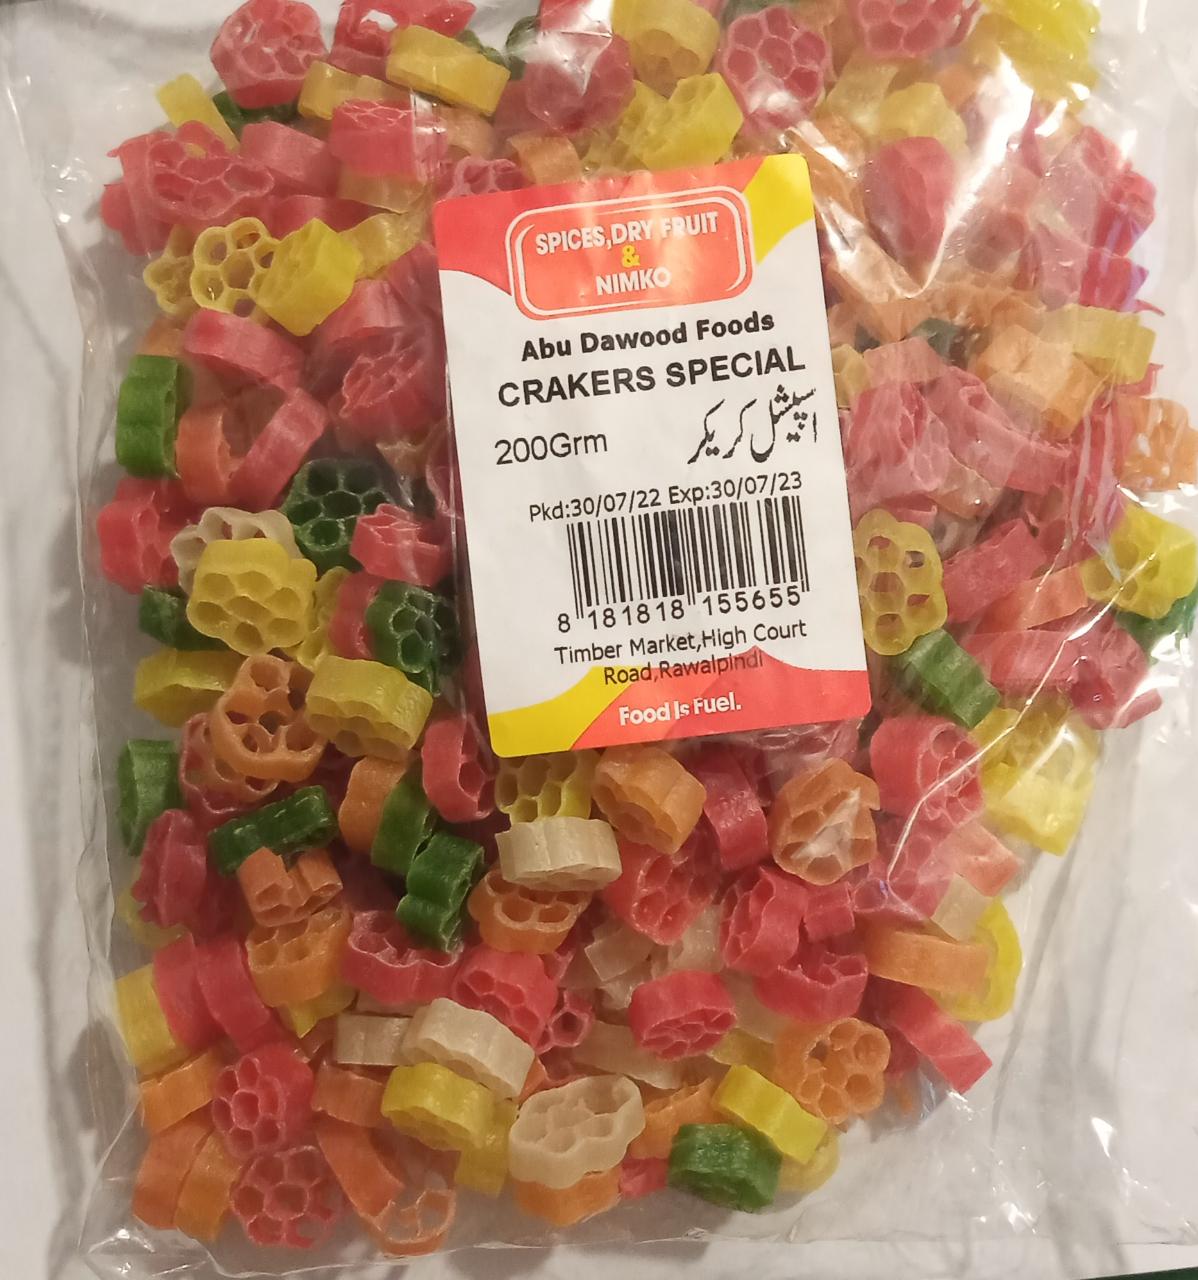 SPICES,DRY FRUIT
&
NIMKO
Abu Dawood Foods
CRAKERS SPECIAL
200Grm اسپیشل کریکر
Pkd:30/07/22 Exp:30/07/23
8 181818 155655
Timber Market,High Court
Road,Rawalpindi
Food Is Fuel.